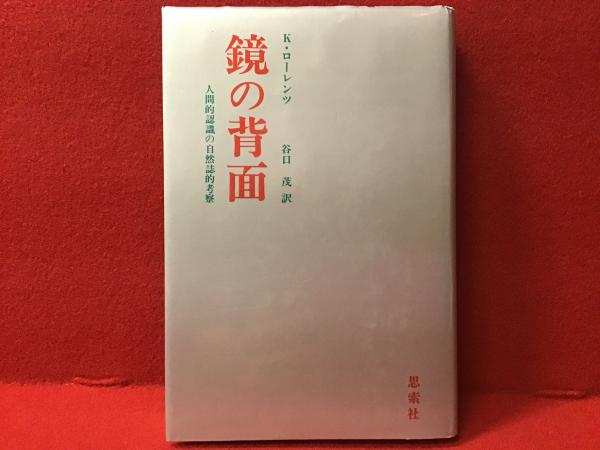 K・ローレンツ
谷口 茂 訳
鏡の背面
人間的認識の自然誌的考察
思索社